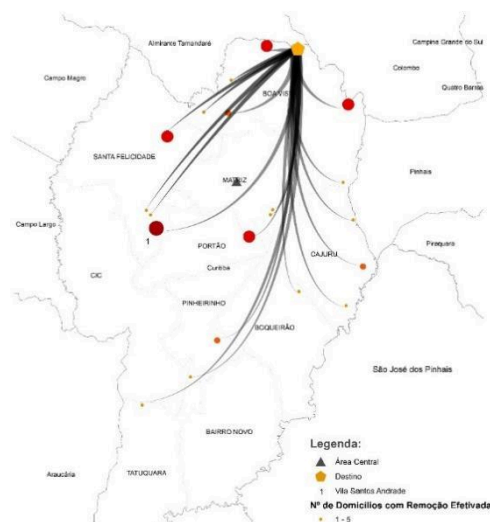 Almirante Tamandaré
Campina Grande do Sul
Colombo
Campo Magro
Quatro Barras
BOA VIS
SANTA FELICIDADE
Pinhais
MATRIZ
Campo Largo
1
PORTÃO
Piraquara
CAJURU
Curitiba
CIC
PINHEIRINHO
BOQUEIRÃO
São José dos Pinhais
BAIRRO NOVO
Legenda:
Área Central
Destino
Araucária
TATUQUARA
1 Vila Santos Andrade
Nº de Domicílios com Remoção Efetivada
1 - 5